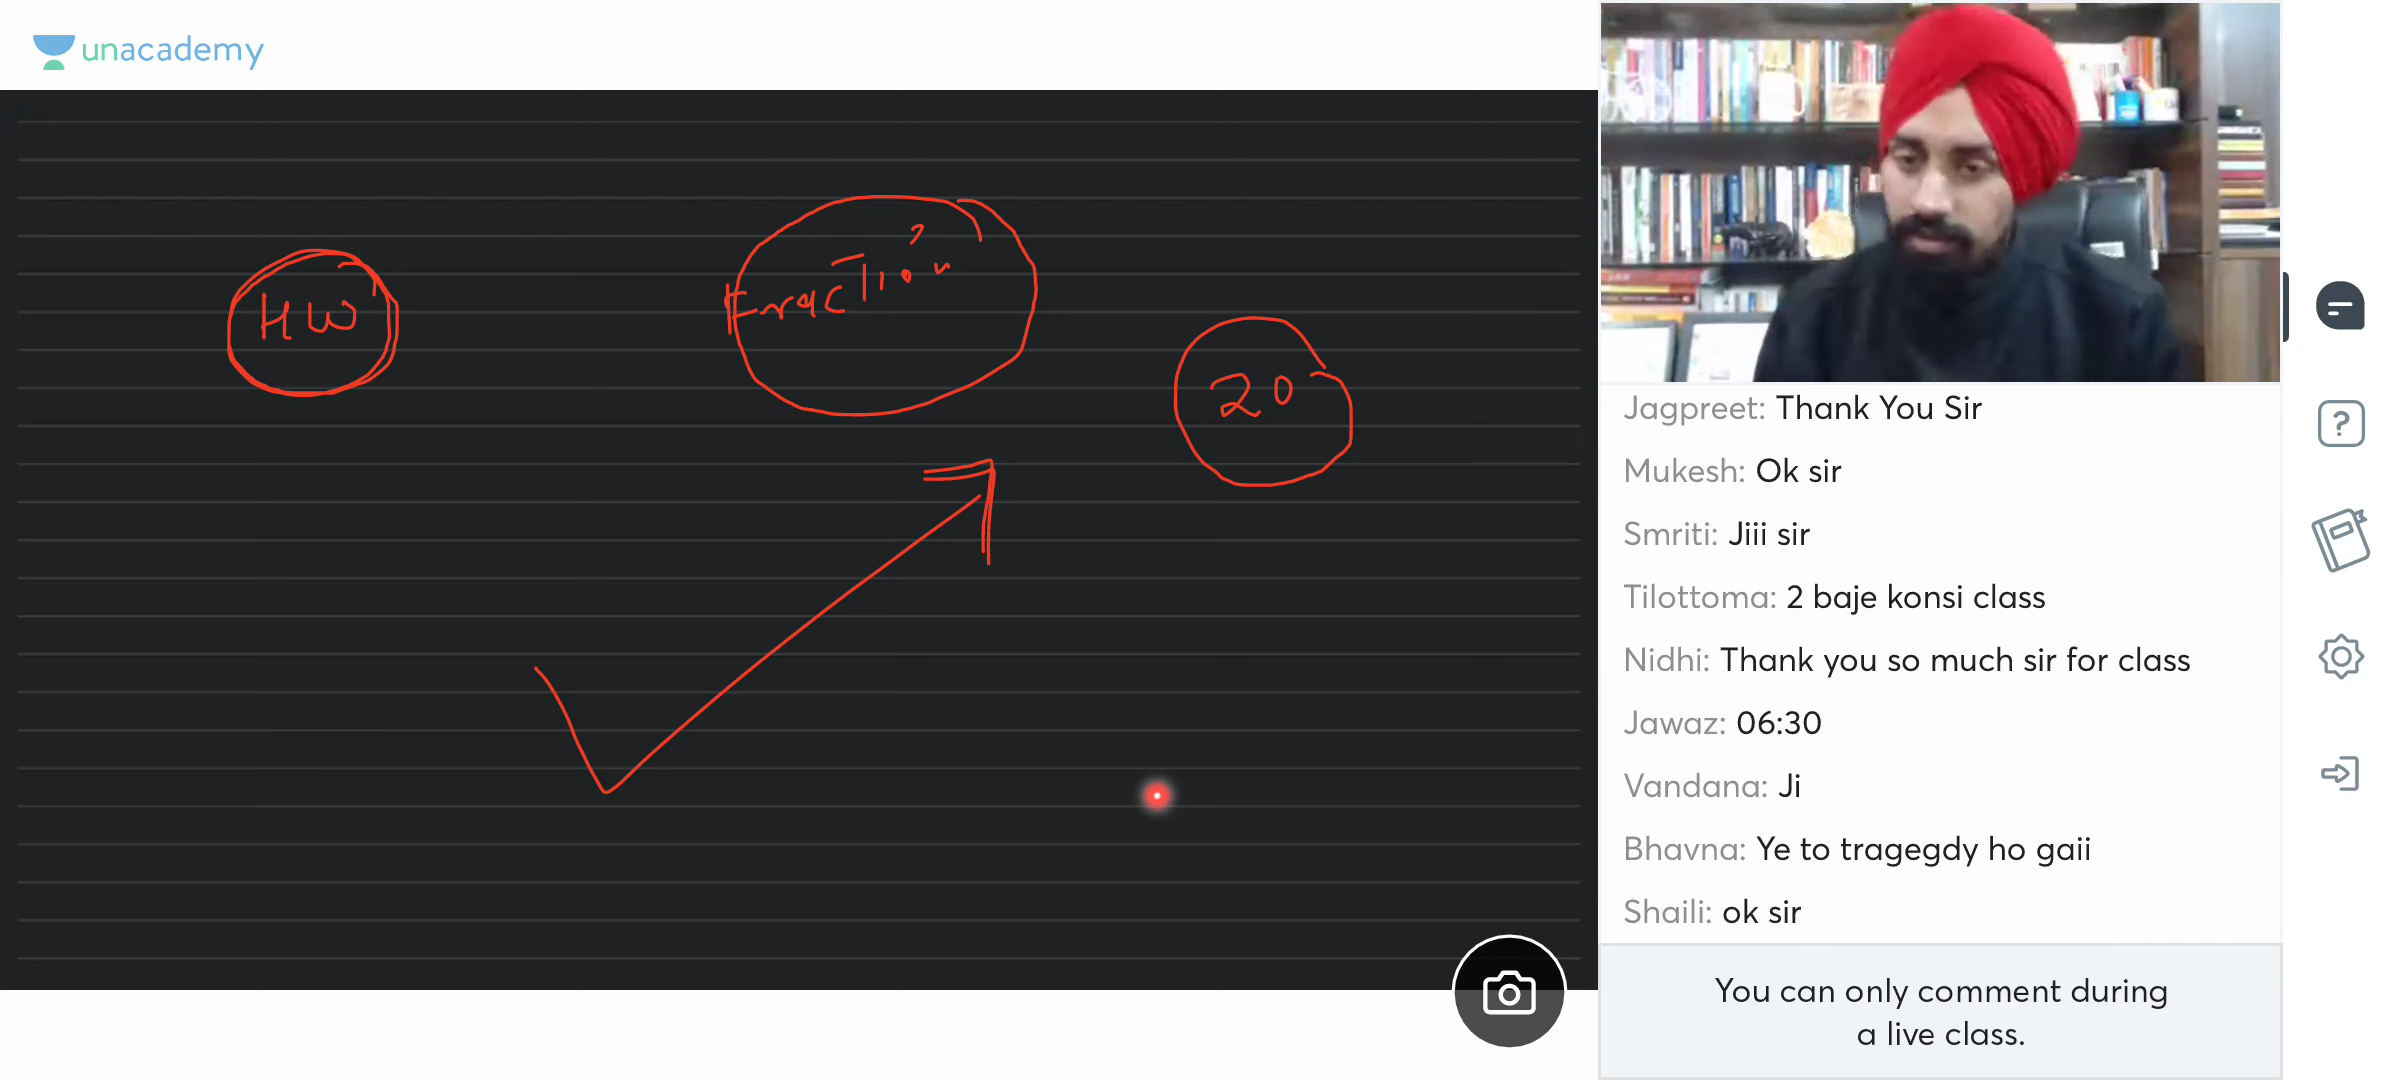 unacademy
HW
Fraction
20
Jagpreet: Thank You Sir
Mukesh: Ok sir
Smriti: Jiii sir
Tilottoma: 2 baje konsi class
Nidhi: Thank you so much sir for class
Jawaz: 06:30
Vandana: Ji
Bhavna: Ye to tragegdy ho gaii
Shaili: ok sir
You can only comment during
a live class.